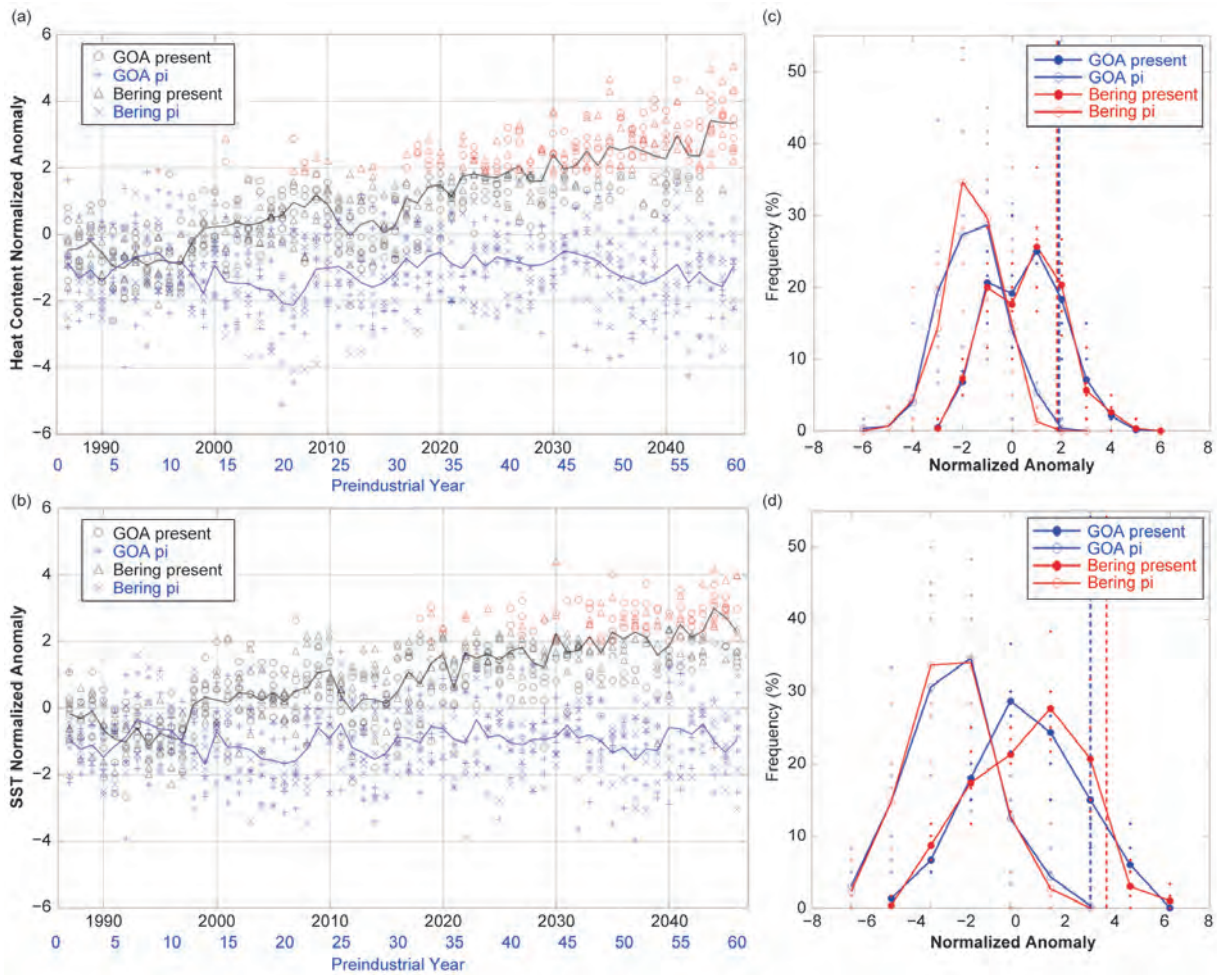 (a)
6
4
2
0
−2
−4
−6
Heat Content Normalized Anomaly
GOA present
GOA pi
Bering present
Bering pi
1990 2000 2010 2020 2030 2040
0 5 10 15 20 25 30 35 40 45 50 55 60
Preindustrial Year
(c)
50
40
30
20
10
0
Frequency (%)
GOA present
GOA pi
Bering present
Bering pi
−8 −6 −4 −2 0 2 4 6 8
Normalized Anomaly
(b)
6
4
2
0
−2
−4
−6
SST Normalized Anomaly
GOA present
GOA pi
Bering present
Bering pi
1990 2000 2010 2020 2030 2040
0 5 10 15 20 25 30 35 40 45 50 55 60
Preindustrial Year
(d)
50
40
30
20
10
0
Frequency (%)
GOA present
GOA pi
Bering present
Bering pi
−8 −6 −4 −2 0 2 4 6 8
Normalized Anomaly